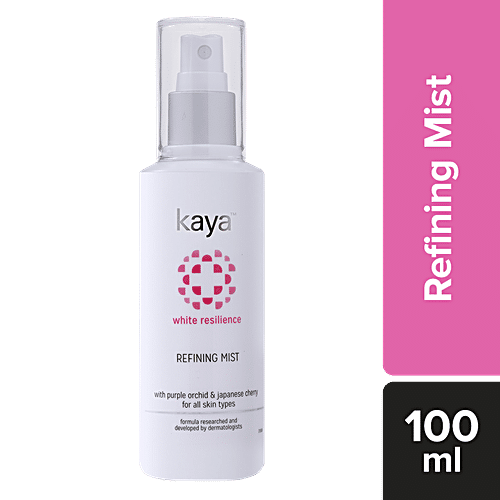 kaya™
white resilience
REFINING MIST
with purple orchid & japanese cherry
for all skin types
formula researched and
developed by dermatologists
Refining Mist
100
ml